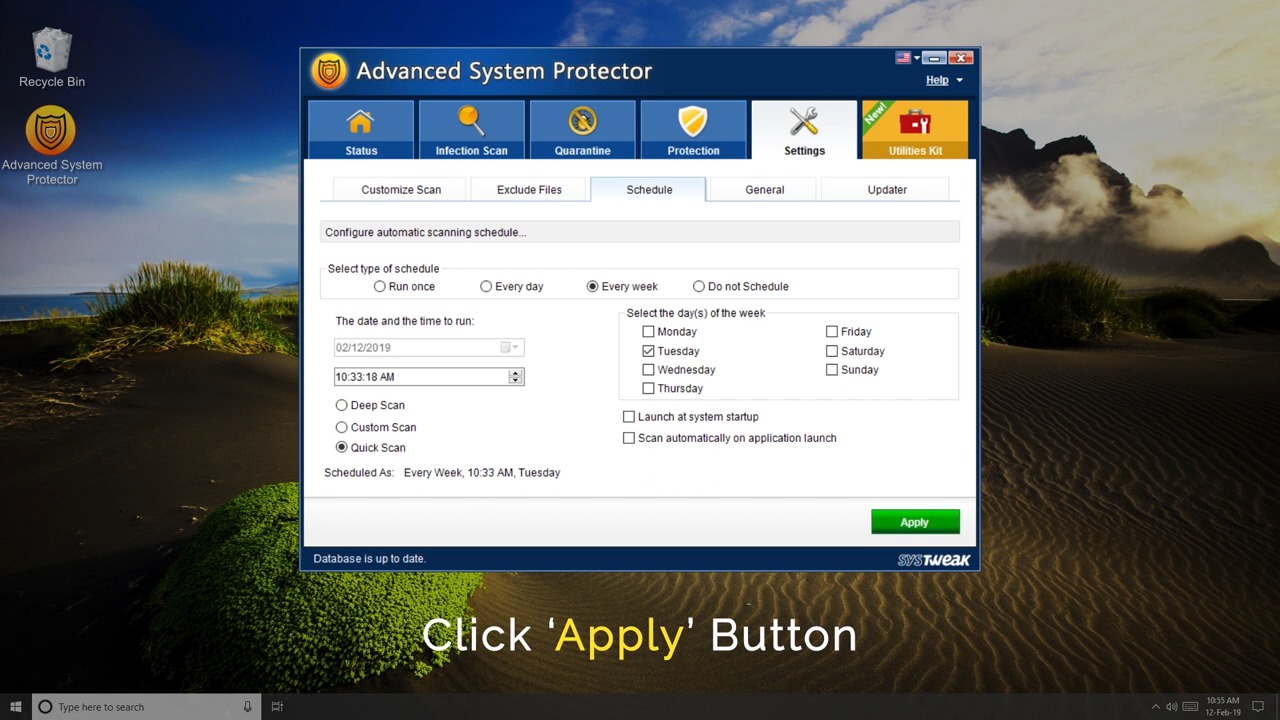 Recycle Bin
Advanced System
Protector
Advanced System Protector
Help
New!
Status
Infection Scan
Quarantine
Protection
Settings
Utilities Kit
Customize Scan
Exclude Files
Schedule
General
Updater
Configure automatic scanning schedule...
Select type of schedule
Run once
Every day
Every week
Do not Schedule
The date and the time to run:
02/12/2019
10:33:18 AM
Deep Scan
Custom Scan
Quick Scan
Scheduled As: Every Week, 10:33 AM, Tuesday
Select the day(s) of the week
Monday
Tuesday
Wednesday
Thursday
Friday
Saturday
Sunday
Launch at system startup
Scan automatically on application launch
Apply
Database is up to date.
SYSTweak
Click ‘Apply’ Button
Type here to search
10:55 AM
12-Feb-19